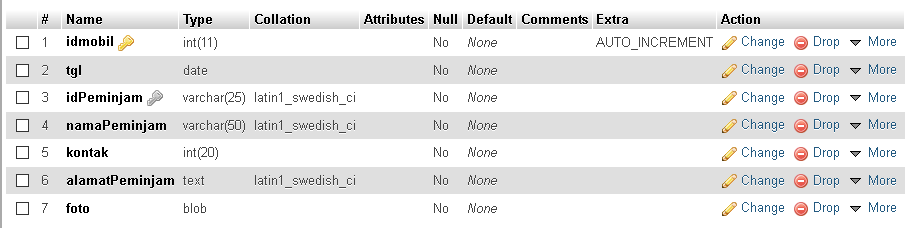 # Name Type Collation Attributes Null Default Comments Extra Action
1 idmobil int(11) No None AUTO_INCREMENT Change Drop More
2 tgl date No None Change Drop More
3 idPeminjam varchar(25) latin1_swedish_ci No None Change Drop More
4 namaPeminjam varchar(50) latin1_swedish_ci No None Change Drop More
5 kontak int(20) No None Change Drop More
6 alamatPeminjam text latin1_swedish_ci No None Change Drop More
7 foto blob No None Change Drop More